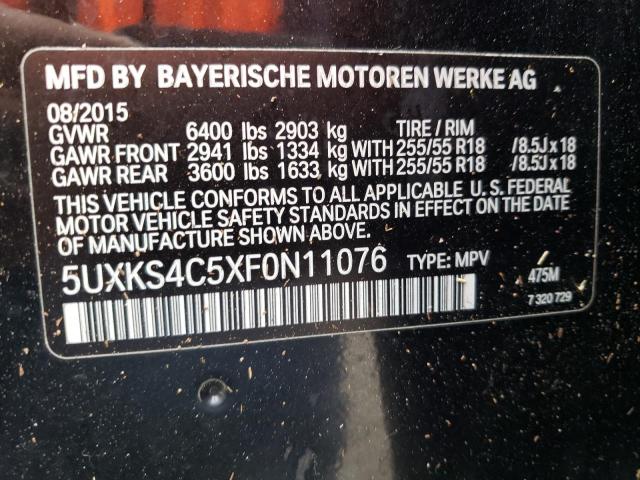 MFD BY BAYERISCHE MOTOREN WERKE AG
08/2015
GVWR 6400 lbs 2903 kg TIRE / RIM
GAWR FRONT 2941 lbs 1334 kg WITH 255/55 R18 /8.5J x 18
GAWR REAR 3600 lbs 1633 kg WITH 255/55 R18 /8.5J x 18
THIS VEHICLE CONFORMS TO ALL APPLICABLE U.S. FEDERAL
MOTOR VEHICLE SAFETY STANDARDS IN EFFECT ON THE DATE
OF MANUFACTURE SHOWN ABOVE.
5UXKS4C5XF0N11076 TYPE: MPV 475M
7 320 729